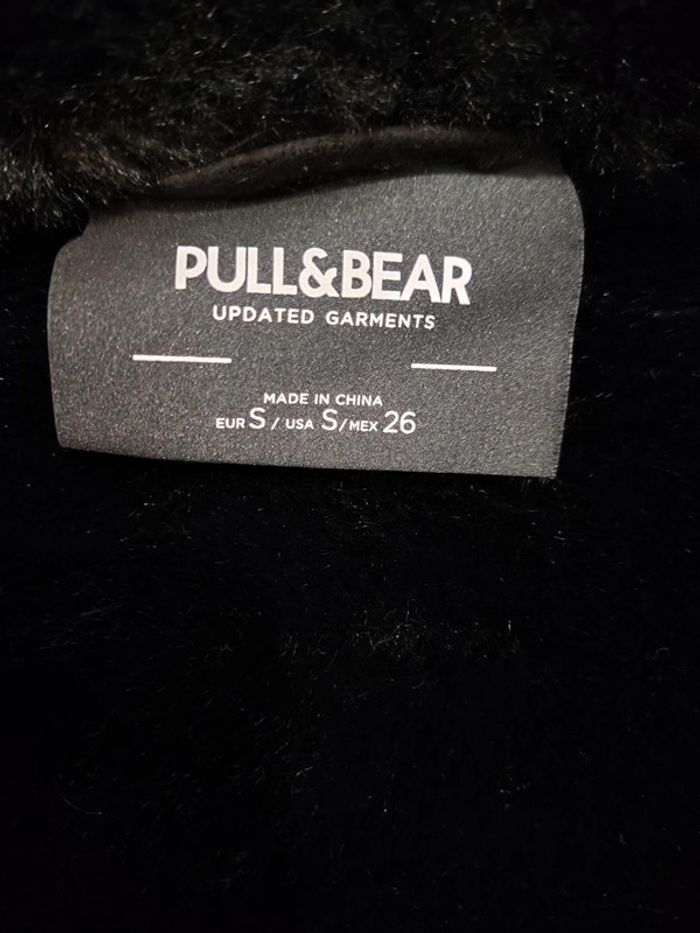 PULL&BEAR
UPDATED GARMENTS
MADE IN CHINA
EUR S / USA S/MEX 26